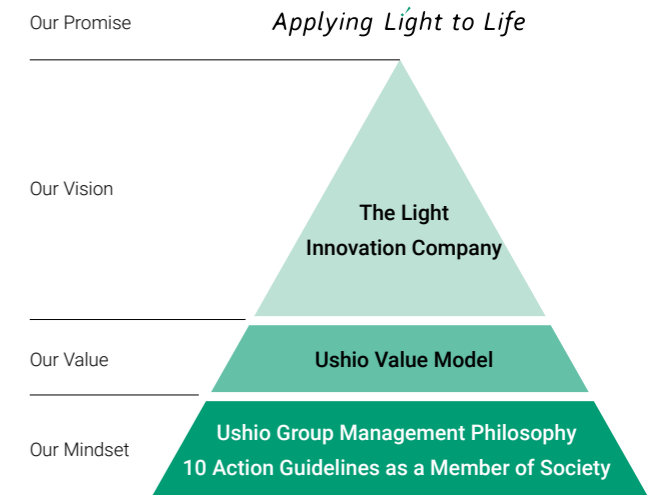 Our Promise
Applying Light to Life
Our Vision
The Light
Innovation Company
Our Value
Ushio Value Model
Our Mindset
Ushio Group Management Philosophy
10 Action Guidelines as a Member of Society